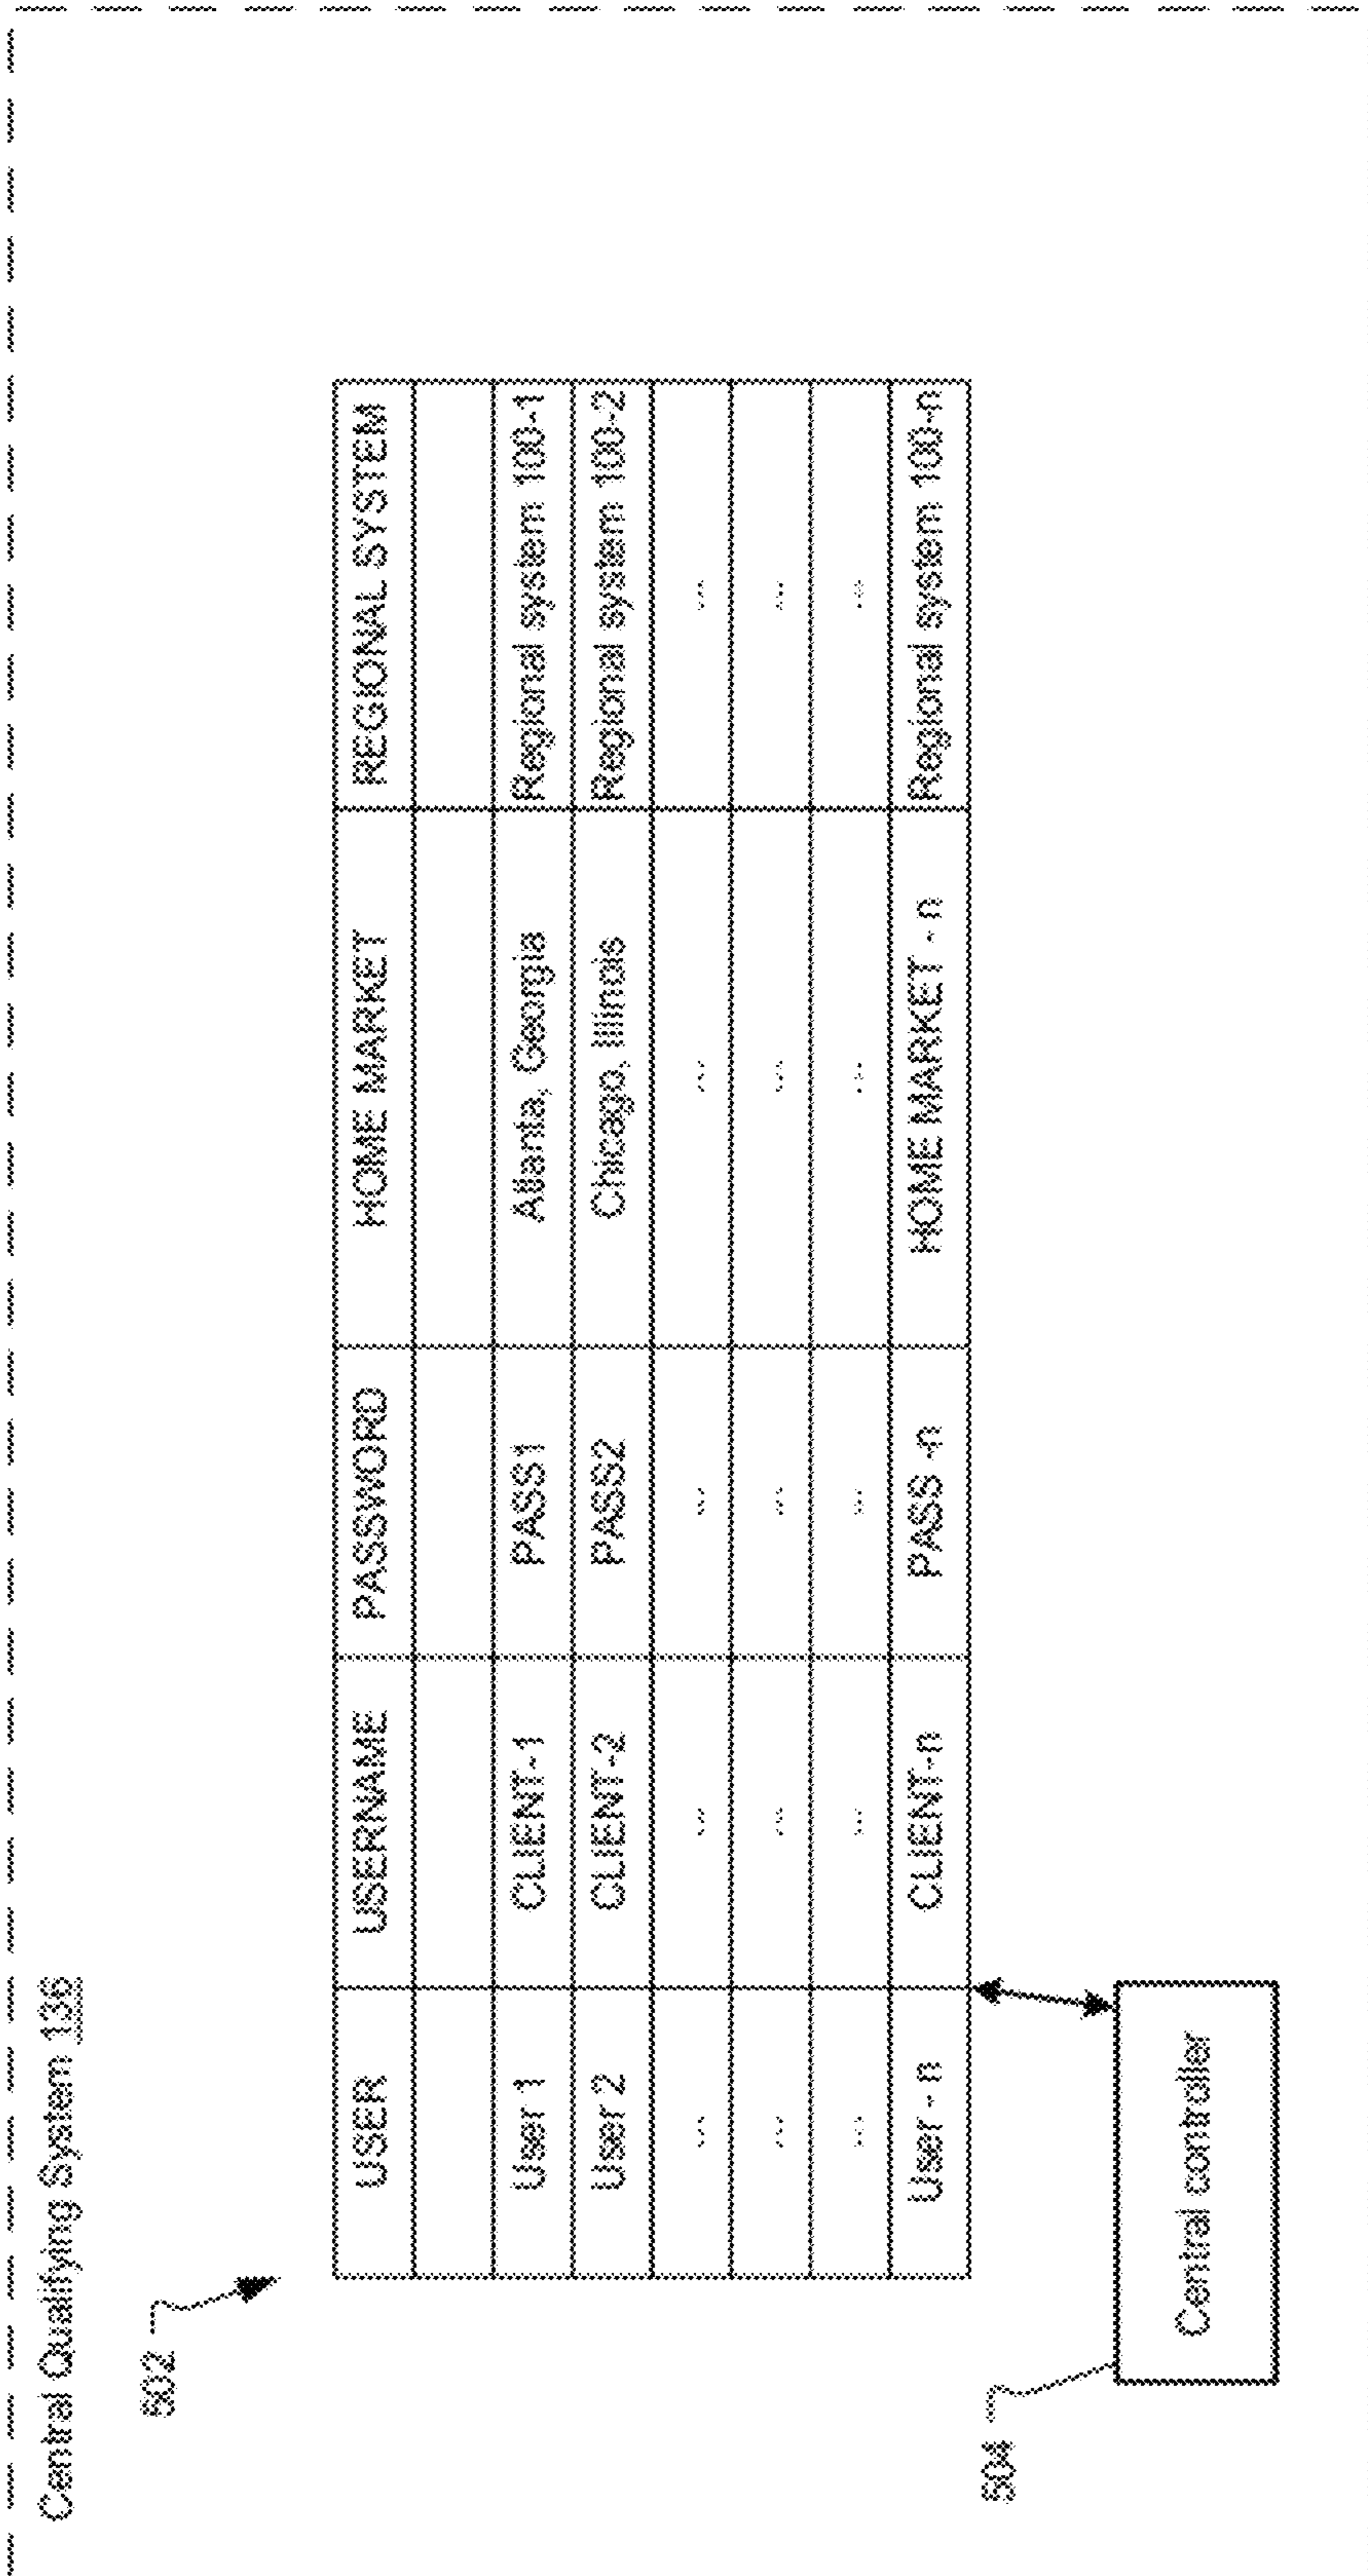 Central Qualifying System 136
502
USER USERNAME PASSWORD HOME MARKET REGIONAL SYSTEM
User 1 CLIENT-1 PASS1 Atlanta, Georgia Regional system 100-1
User 2 CLIENT-2 PASS2 Chicago, Illinois Regional system 100-2
... ... ... ... ...
... ... ... ... ...
... ... ... ... ...
User - n CLIENT-n PASS -n HOME MARKET - n Regional system 100-n
504
Central controller